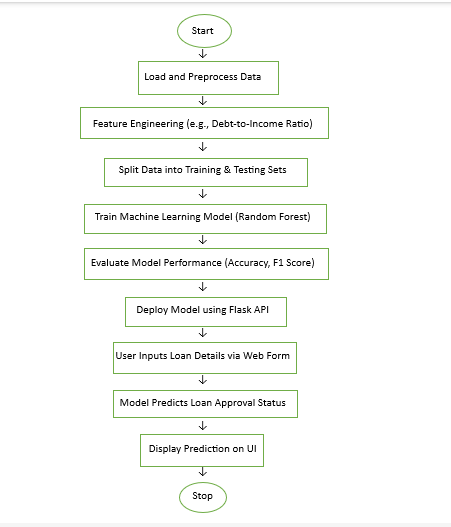 Start
Load and Preprocess Data
Feature Engineering (e.g., Debt-to-Income Ratio)
Split Data into Training & Testing Sets
Train Machine Learning Model (Random Forest)
Evaluate Model Performance (Accuracy, F1 Score)
Deploy Model using Flask API
User Inputs Loan Details via Web Form
Model Predicts Loan Approval Status
Display Prediction on UI
Stop